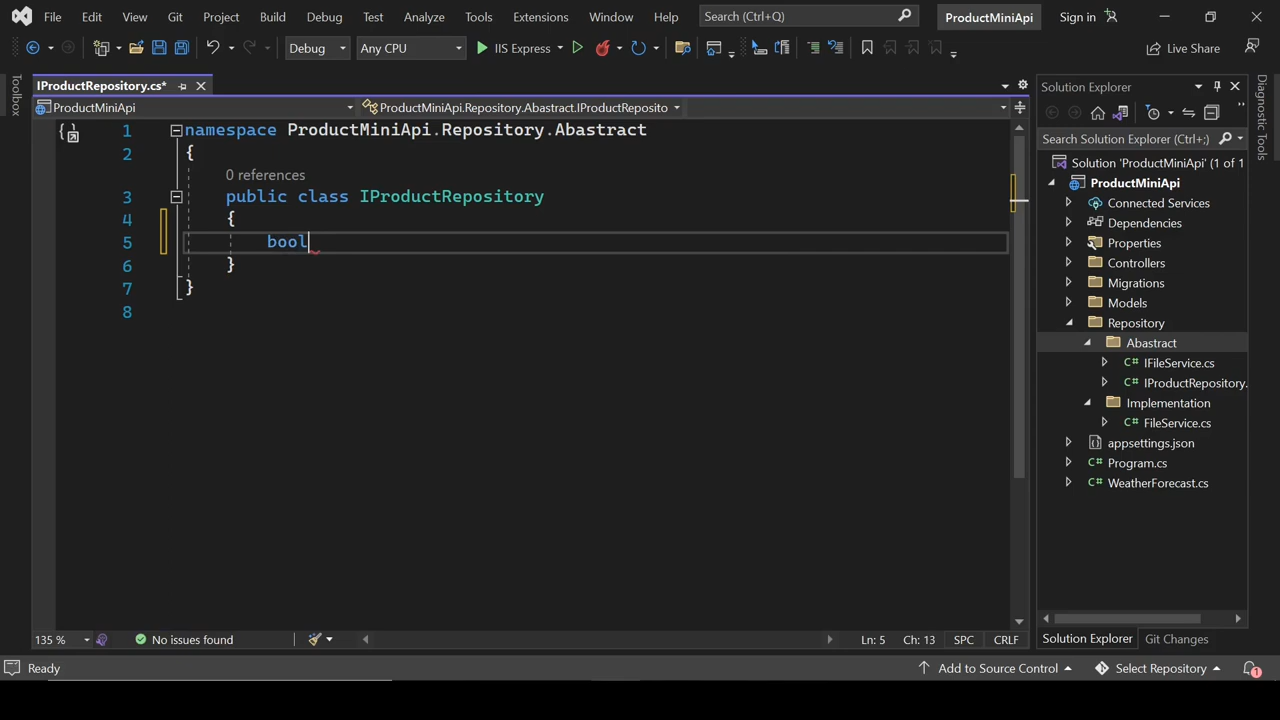 File Edit View Git Project Build Debug Test Analyze Tools Extensions Window Help Search (Ctrl+Q) ProductMiniApi Sign in
Debug Any CPU IIS Express Live Share
Toolbox
IProductRepository.cs*
ProductMiniApi ProductMiniApi.Repository.Abastract.IProductReposito
1 namespace ProductMiniApi.Repository.Abastract
2 {
0 references
3 public class IProductRepository
4 {
5 bool
6 }
7 }
8
135 % No issues found Ln: 5 Ch: 13 SPC CRLF
Solution Explorer
Search Solution Explorer (Ctrl+;)
Solution 'ProductMiniApi' (1 of 1
ProductMiniApi
Connected Services
Dependencies
Properties
Controllers
Migrations
Models
Repository
Abastract
IFileService.cs
IProductRepository.
Implementation
FileService.cs
appsettings.json
Program.cs
WeatherForecast.cs
Solution Explorer Git Changes
Diagnostic Tools
Ready Add to Source Control Select Repository 1